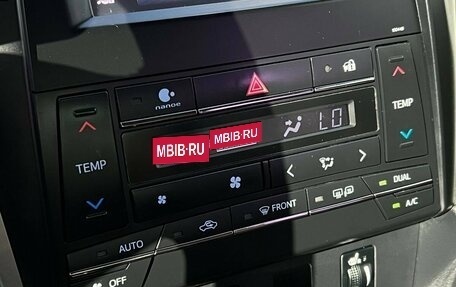 nanoe
TEMP
MBIB.RU
MBIB.RU
LO
TEMP
DUAL
FRONT
A/C
AUTO
OFF